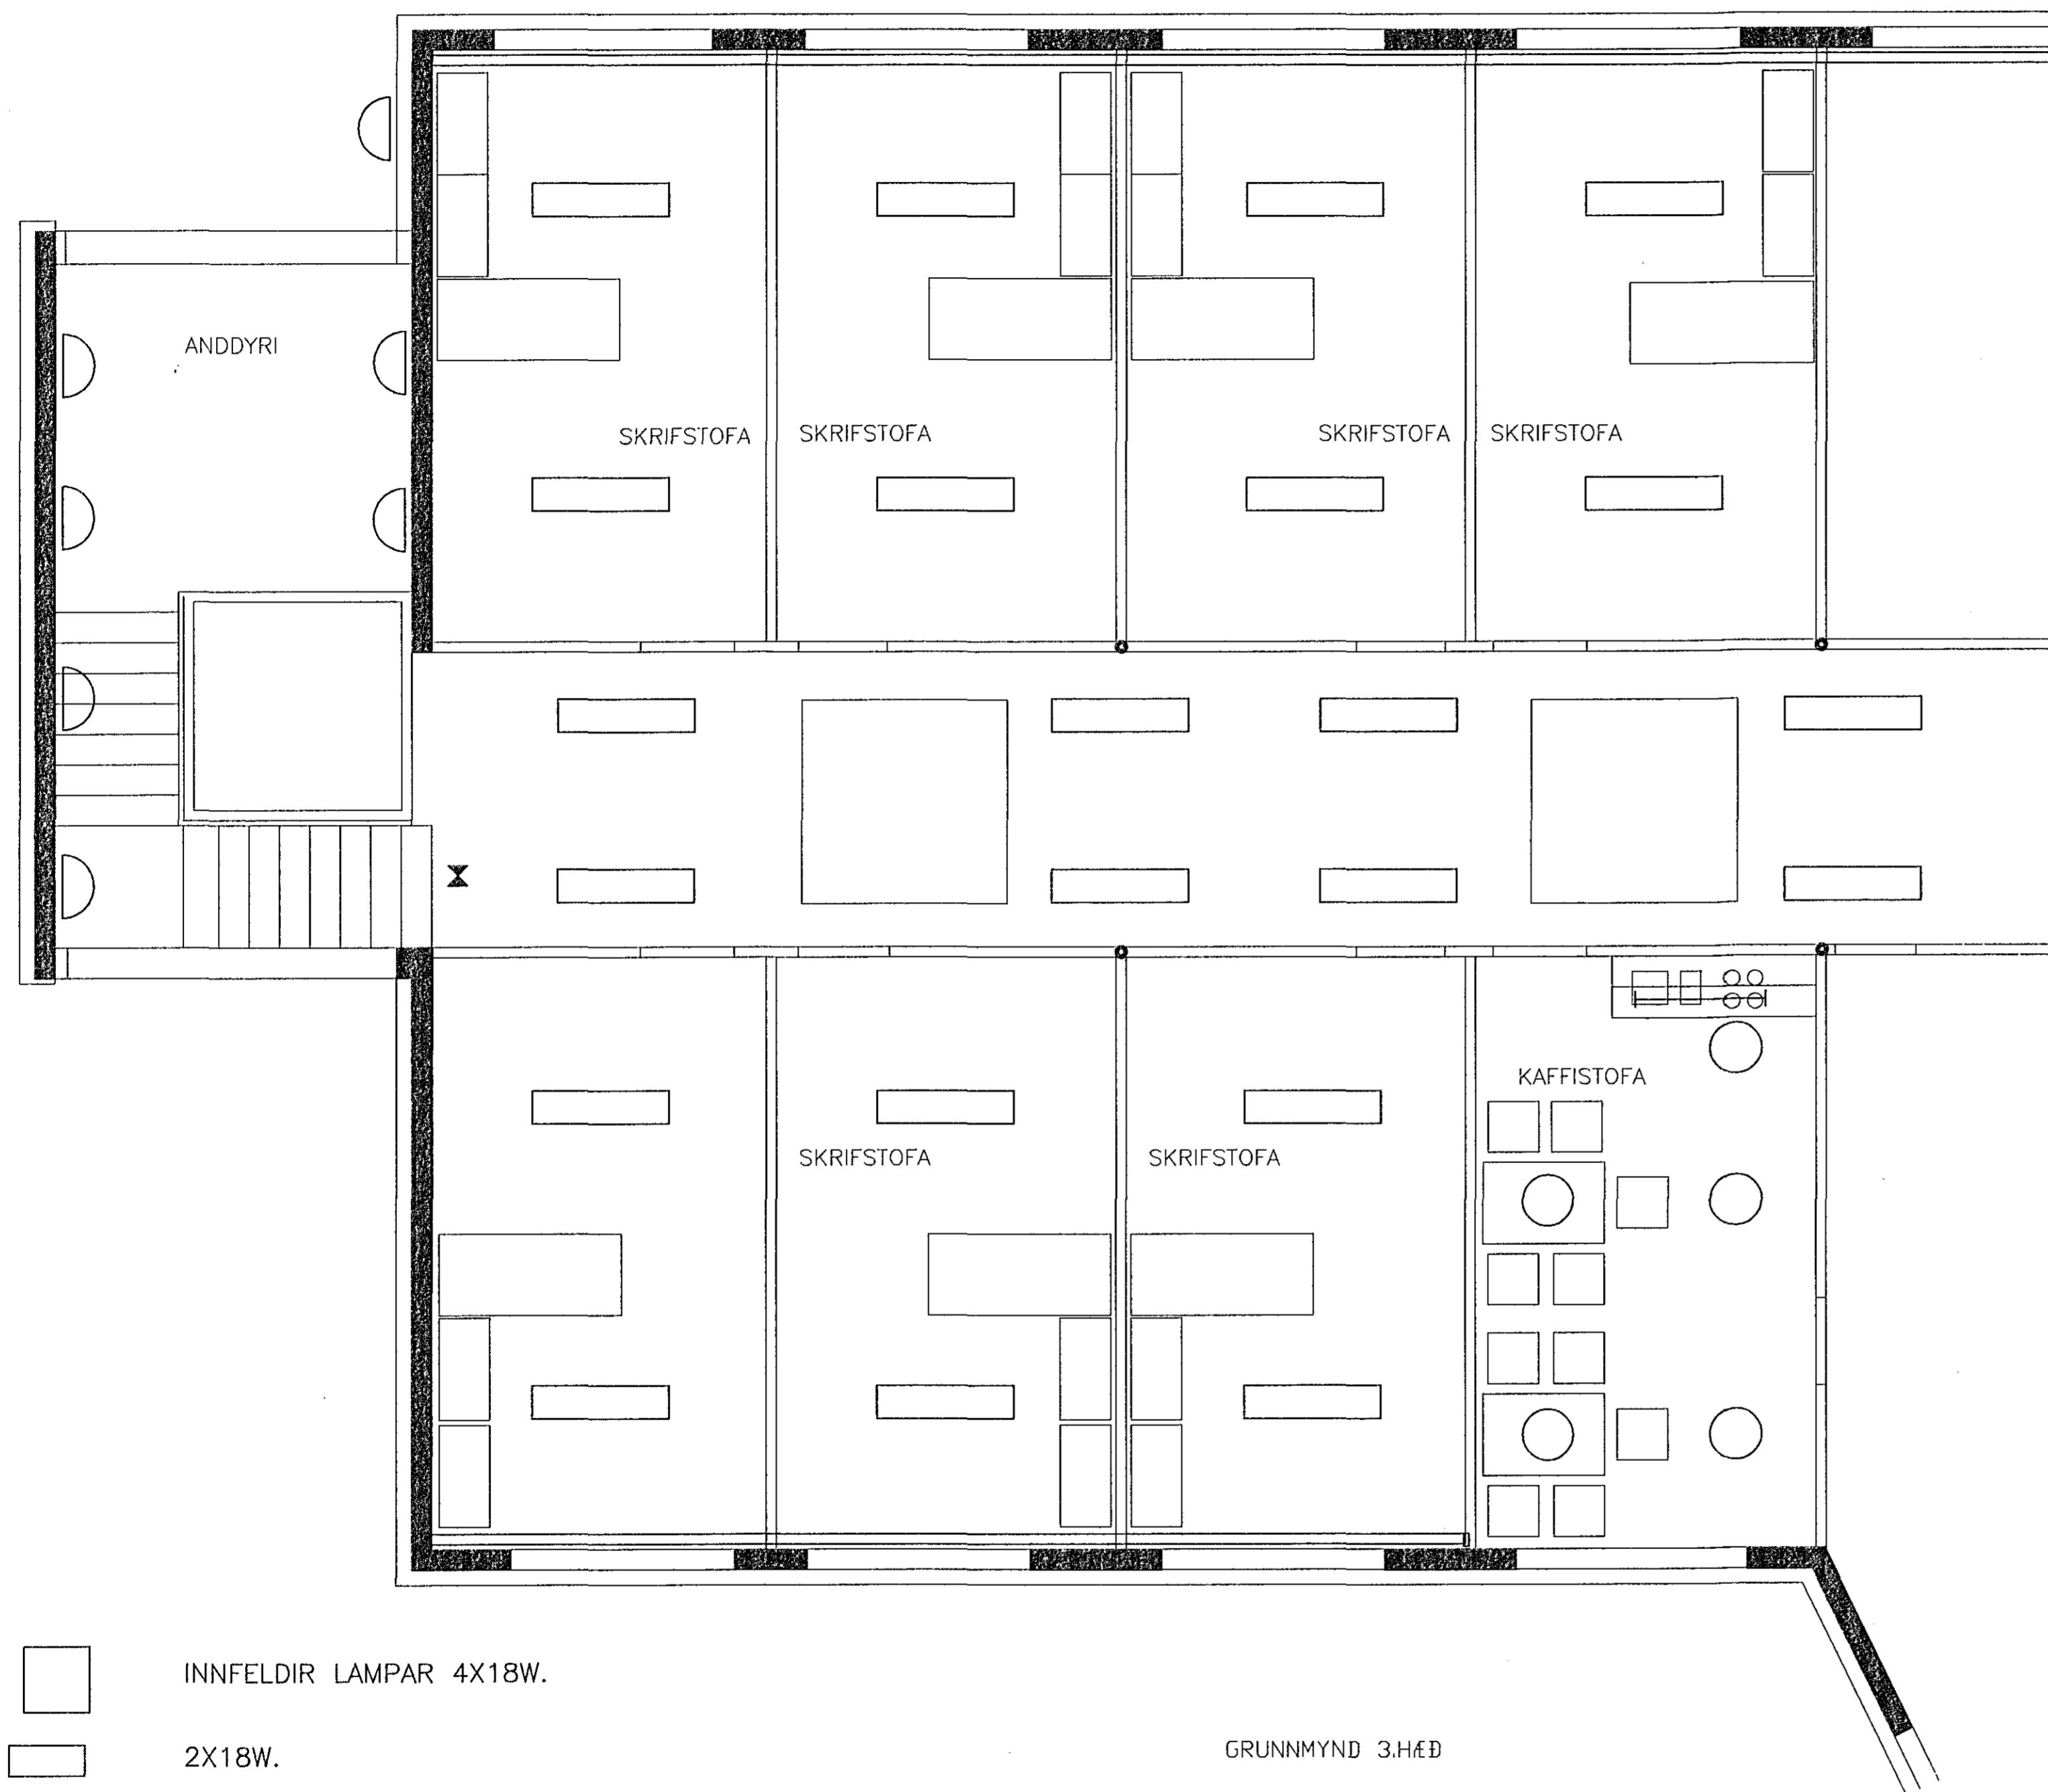 ANDDYRI
SKRIFSTOFA
SKRIFSTOFA
SKRIFSTOFA
SKRIFSTOFA
KAFFISTOFA
SKRIFSTOFA
SKRIFSTOFA
INNFELDIR LAMPAR 4X18W.
2X18W.
GRUNNMYND 3.HÆÐ